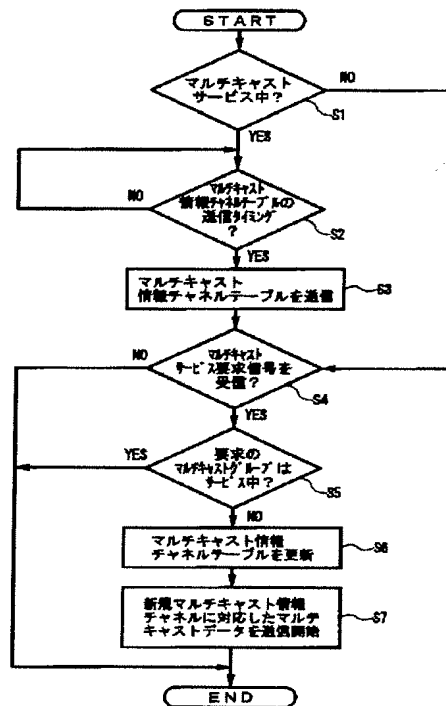 START
マルチキャスト
サービス中?
NO
S1
YES
マルチキャスト
情報チャネルテーブルの
送信タイミング
?
NO
S2
YES
マルチキャスト
情報チャネルテーブルを送信
S3
NO
マルチキャスト
サービス要求信号を
受信?
S4
YES
YES
要求の
マルチキャストグループは
サービス中?
S5
NO
マルチキャスト情報
チャネルテーブルを更新
S6
新規マルチキャスト情報
チャネルに対応したマルチ
キャストデータを送信開始
S7
END